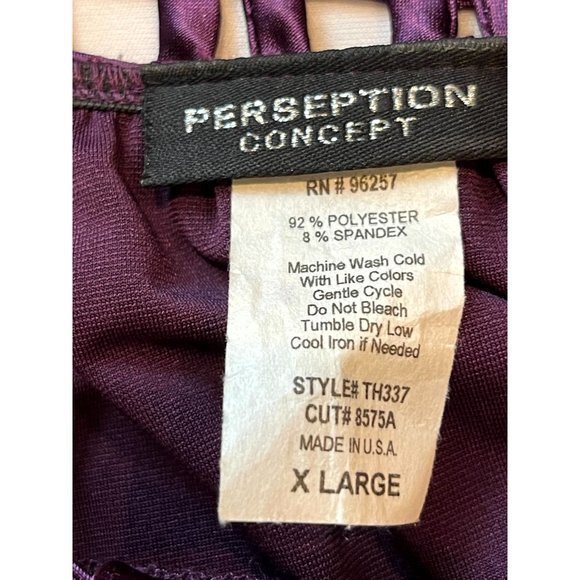 PERSEPTION
CONCEPT
RN # 96257
92 % POLYESTER
8 % SPANDEX
Machine Wash Cold
With Like Colors
Gentle Cycle
Do Not Bleach
Tumble Dry Low
Cool Iron if Needed
STYLE# TH337
CUT# 8575A
MADE IN U.S.A.
X LARGE